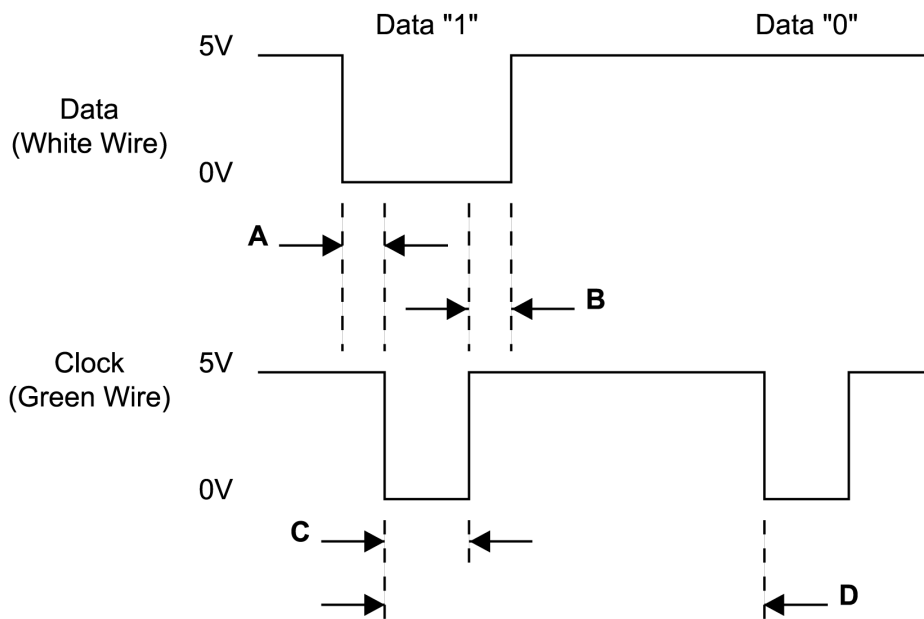 Data "1"
Data "0"
5V
Data
(White Wire)
0V
A
B
5V
Clock
(Green Wire)
0V
C
D